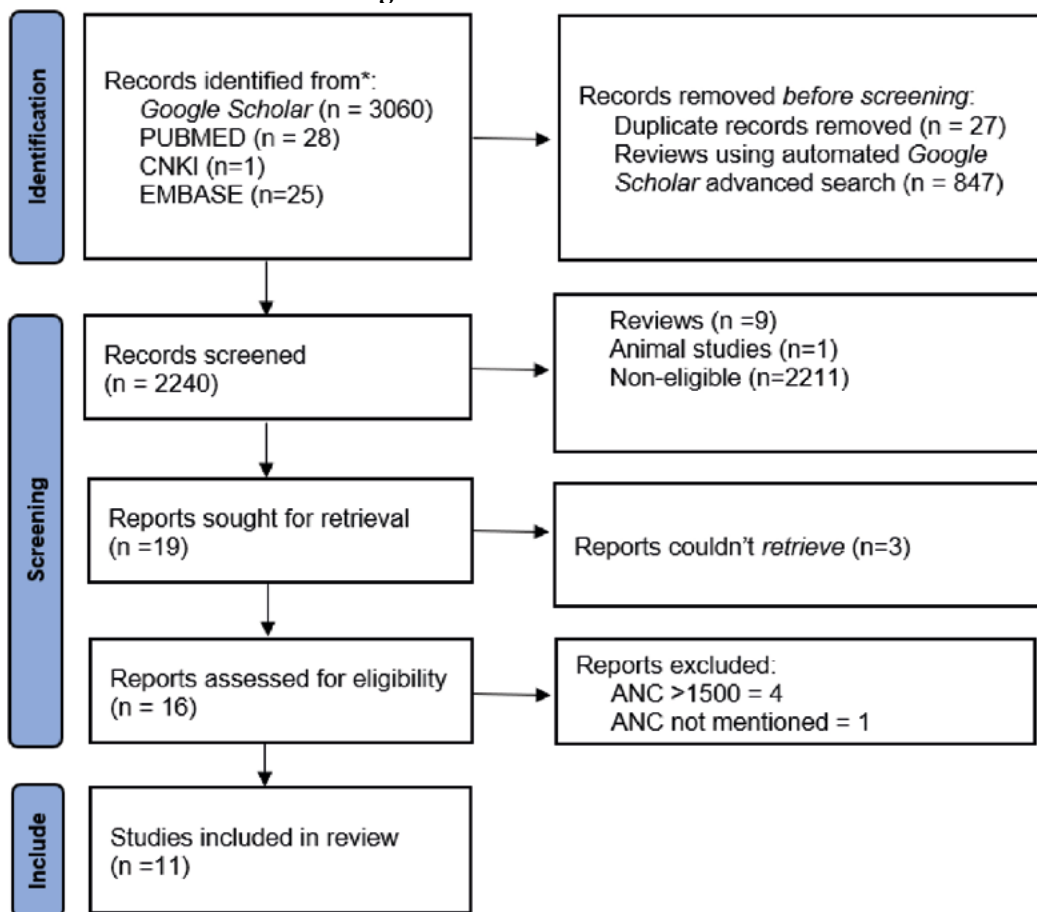 Identification
Records identified from*:
Google Scholar (n = 3060)
PUBMED (n = 28)
CNKI (n=1)
EMBASE (n=25)
Records removed before screening:
Duplicate records removed (n = 27)
Reviews using automated Google
Scholar advanced search (n = 847)
Screening
Records screened
(n = 2240)
Reviews (n =9)
Animal studies (n=1)
Non-eligible (n=2211)
Reports sought for retrieval
(n =19)
Reports couldn't retrieve (n=3)
Reports assessed for eligibility
(n = 16)
Reports excluded:
ANC >1500 = 4
ANC not mentioned = 1
Include
Studies included in review
(n =11)